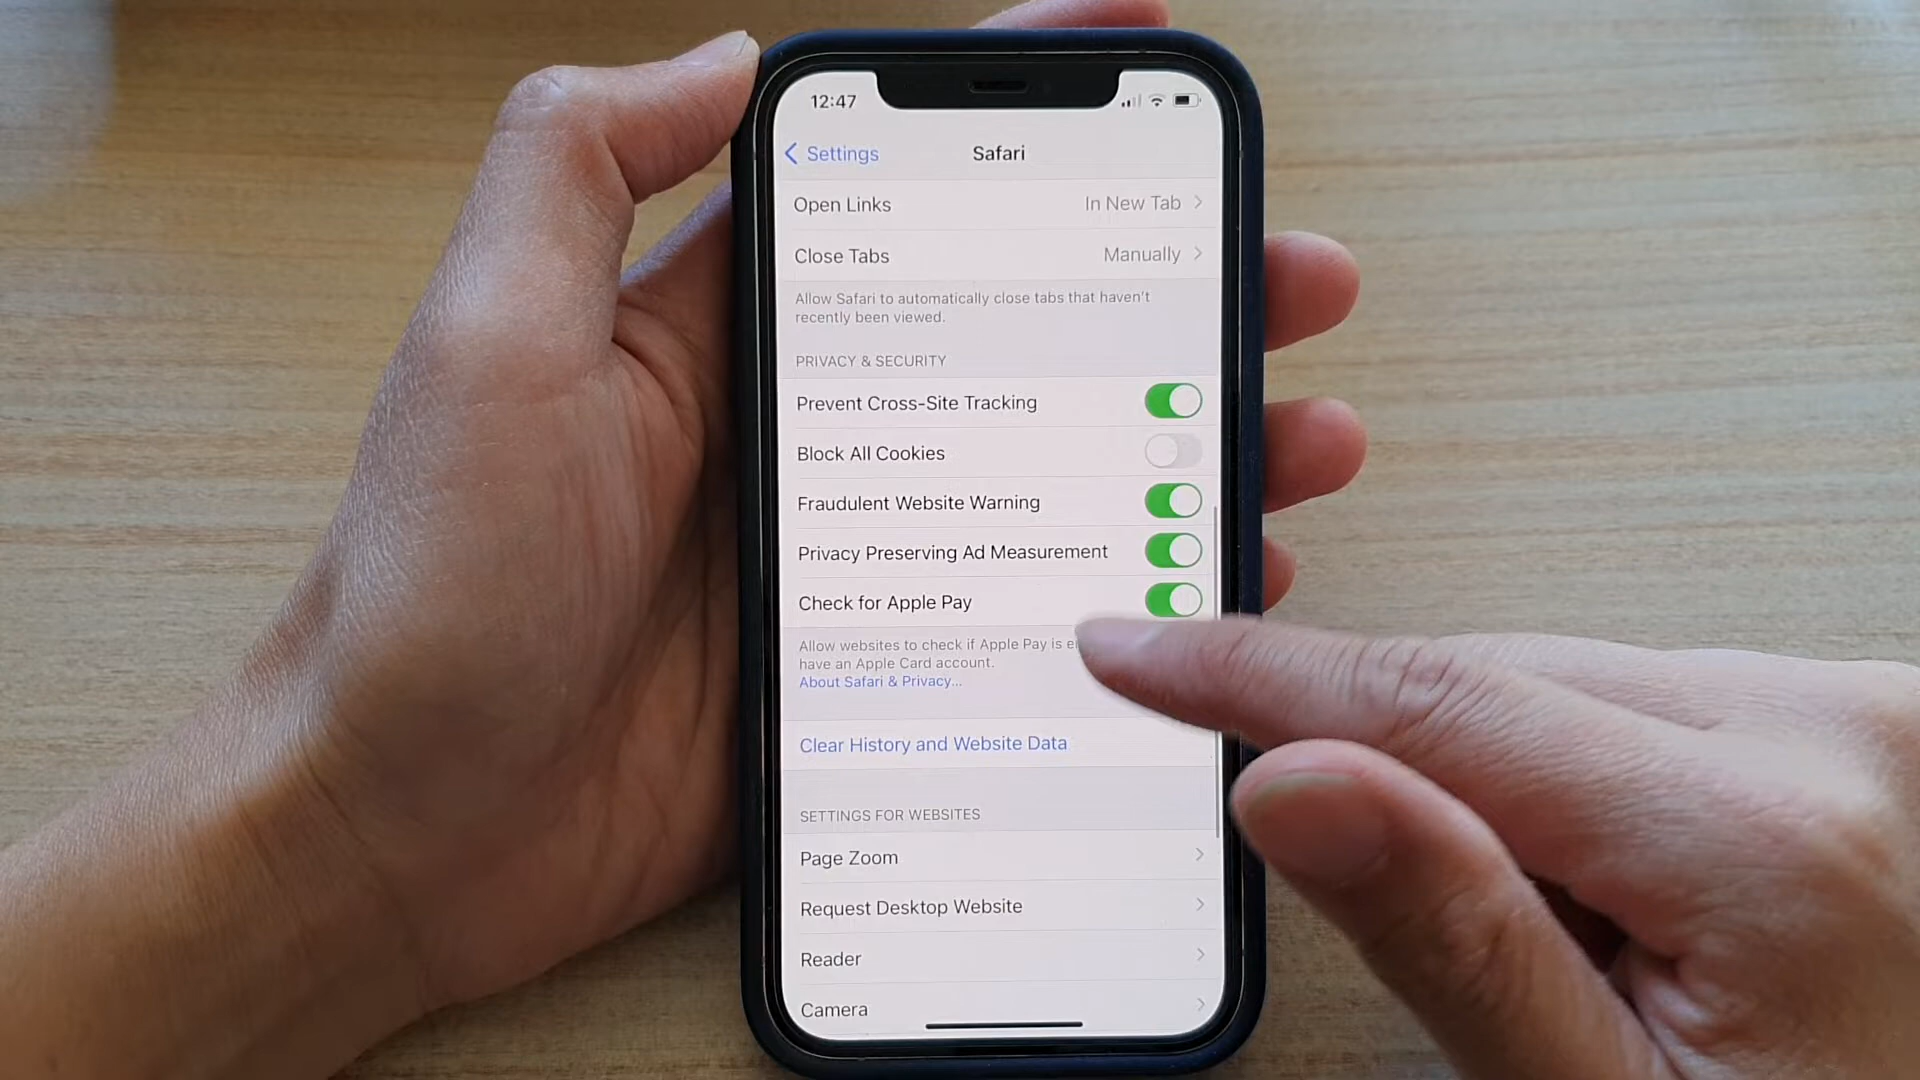 12:47
Settings
Safari
Open Links In New Tab
Close Tabs Manually
Allow Safari to automatically close tabs that haven't
recently been viewed.
PRIVACY & SECURITY
Prevent Cross-Site Tracking
Block All Cookies
Fraudulent Website Warning
Privacy Preserving Ad Measurement
Check for Apple Pay
Allow websites to check if Apple Pay is
have an Apple Card account.
About Safari & Privacy...
Clear History and Website Data
SETTINGS FOR WEBSITES
Page Zoom
Request Desktop Website
Reader
Camera